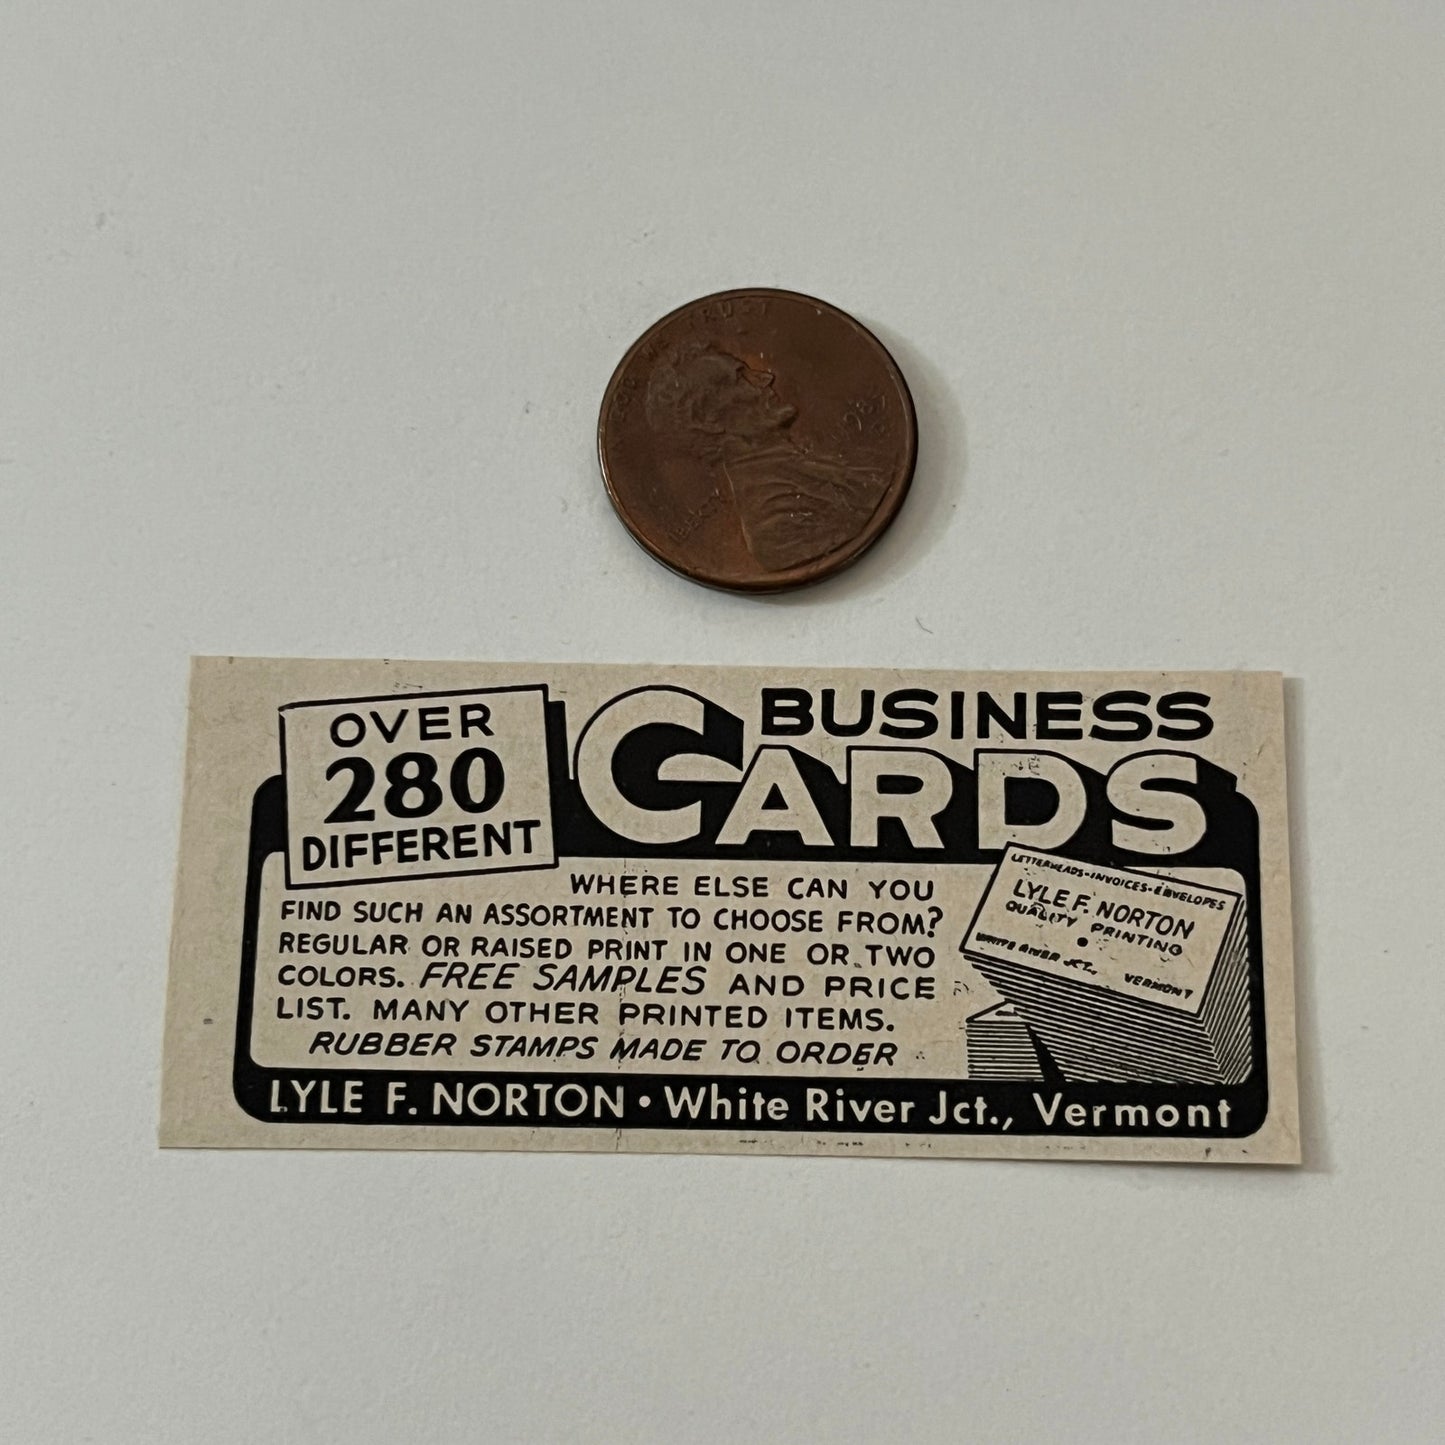 IN GOD WE TRUST
LIBERTY
OVER
280
DIFFERENT
BUSINESS
CARDS
WHERE ELSE CAN YOU
FIND SUCH AN ASSORTMENT TO CHOOSE FROM?
REGULAR OR RAISED PRINT IN ONE OR TWO
COLORS. FREE SAMPLES AND PRICE
LIST. MANY OTHER PRINTED ITEMS.
RUBBER STAMPS MADE TO ORDER
LETTERHEADS-INVOICES-ENVELOPES
LYLE F. NORTON
QUALITY PRINTING
WHITE RIVER JCT., VERMONT
LYLE F. NORTON • White River Jct., Vermont